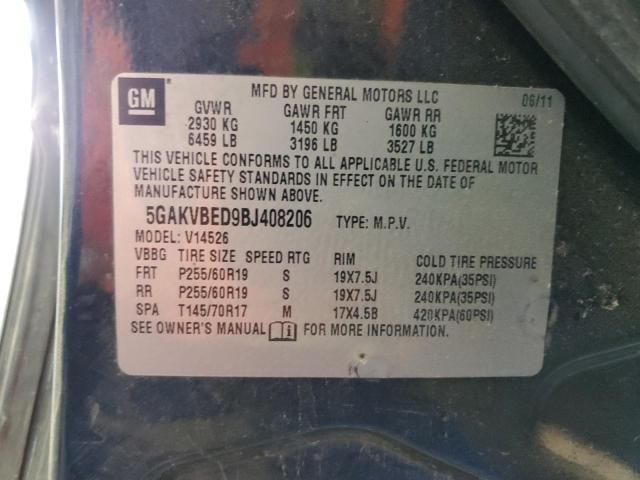 GM
MFD BY GENERAL MOTORS LLC 06/11
GVWR GAWR FRT GAWR RR
2930 KG 1450 KG 1600 KG
6459 LB 3196 LB 3527 LB
THIS VEHICLE CONFORMS TO ALL APPLICABLE U.S. FEDERAL MOTOR
VEHICLE SAFETY STANDARDS IN EFFECT ON THE DATE OF
MANUFACTURE SHOWN ABOVE.
5GAKVBED9BJ408206 TYPE: M.P.V.
MODEL: V14526
VBBG TIRE SIZE SPEED RTG RIM COLD TIRE PRESSURE
FRT P255/60R19 S 19X7.5J 240KPA(35PSI)
RR P255/60R19 S 19X7.5J 240KPA(35PSI)
SPA T145/70R17 M 17X4.5B 420KPA(60PSI)
SEE OWNER'S MANUAL FOR MORE INFORMATION.